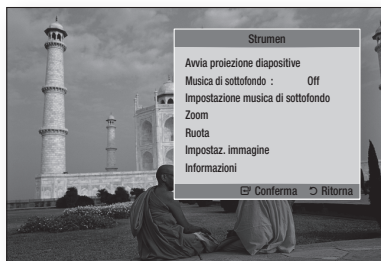 Strumen
Avvia proiezione diapositive
Musica di sottofondo : Off
Impostazione musica di sottofondo
Zoom
Ruota
Impostaz. immagine
Informazioni
Conferma Ritorna